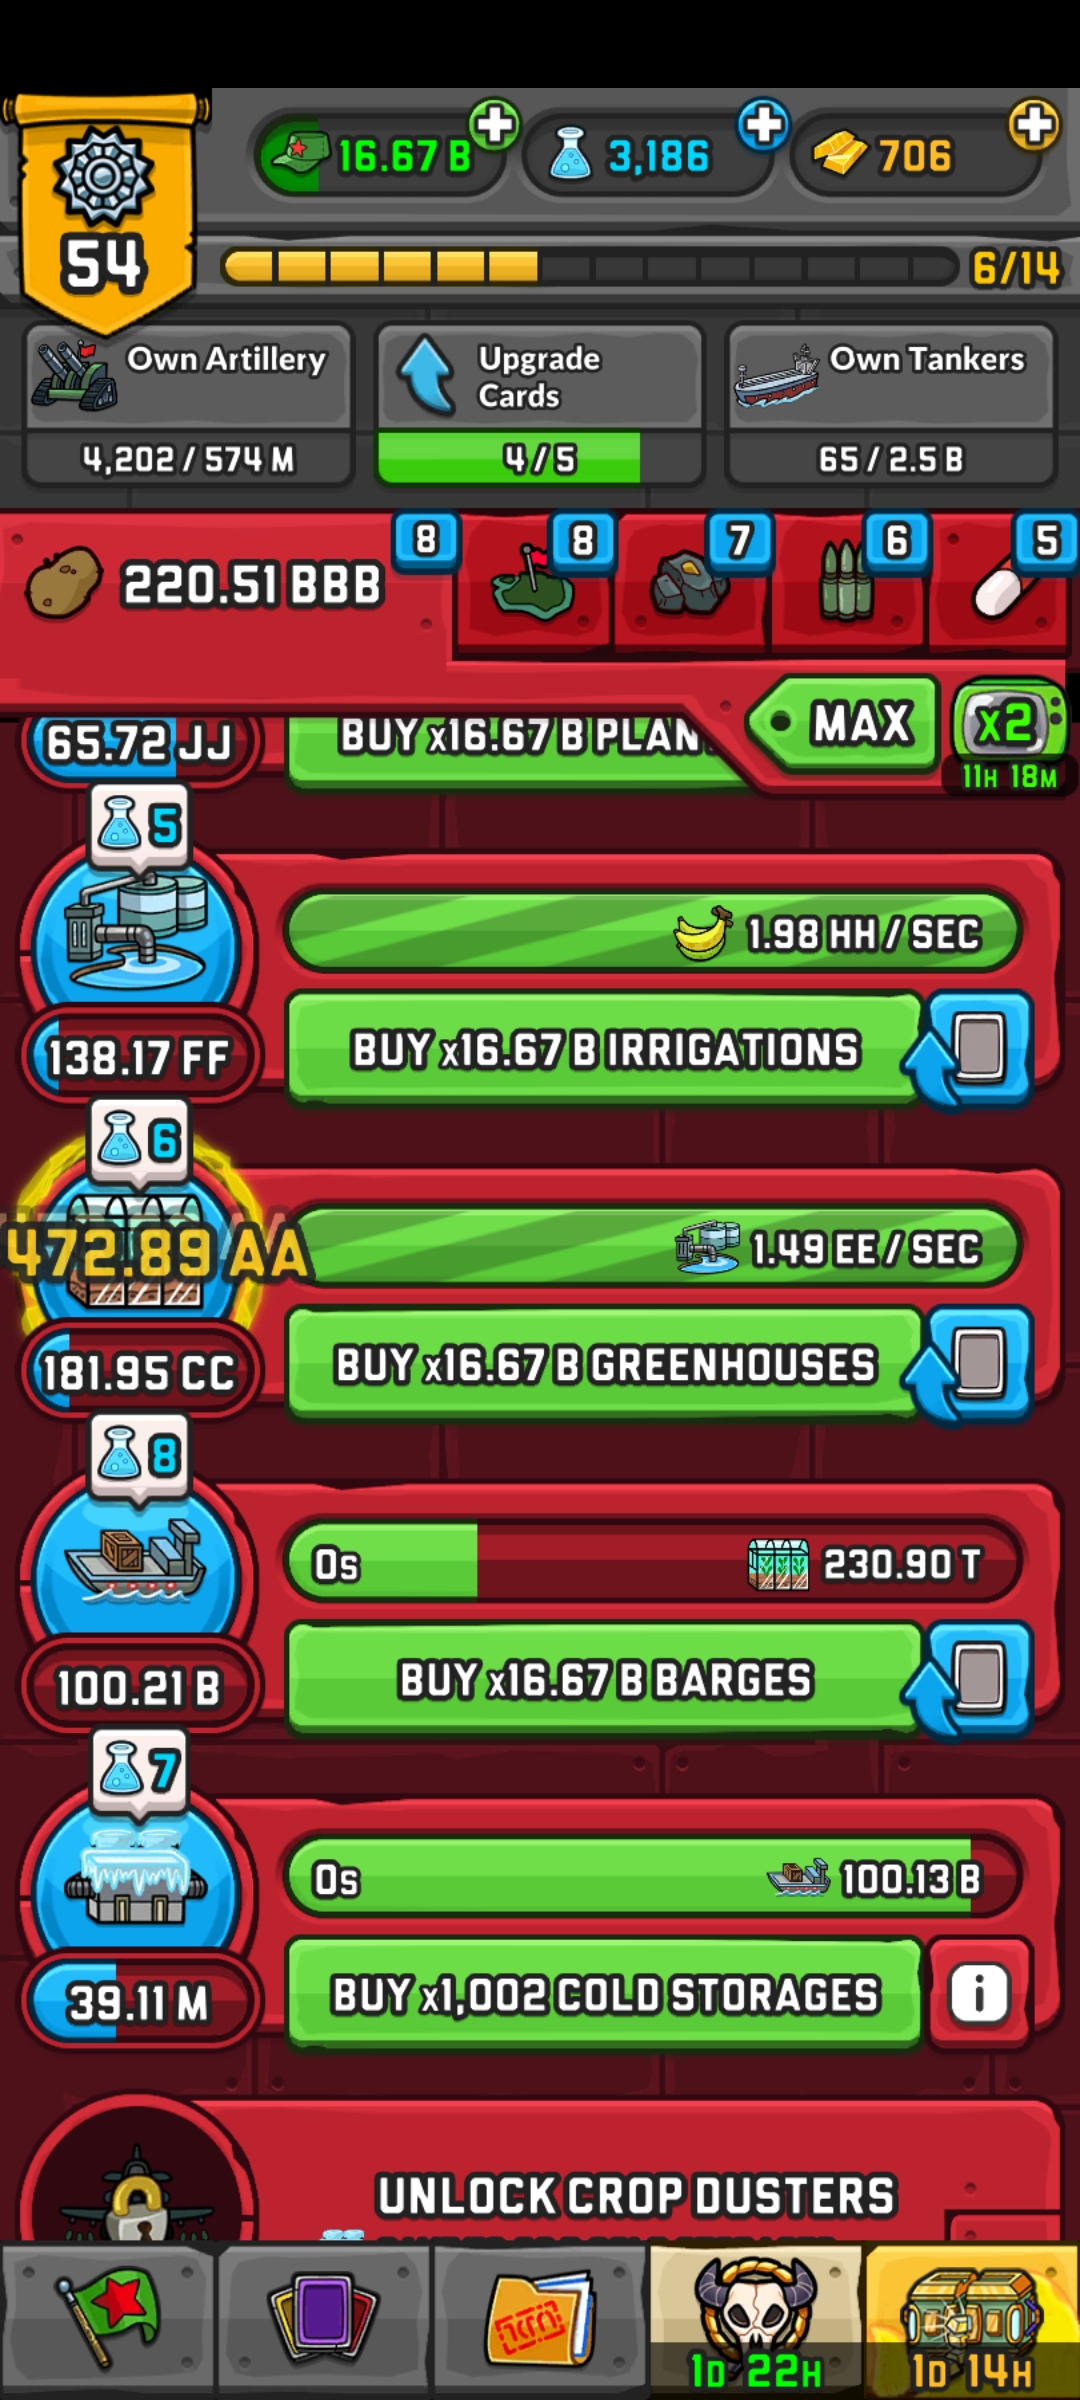 16.67 B
3,186
706
54
6/14
Own Artillery
4,202 / 574 M
Upgrade
Cards
4 / 5
Own Tankers
65 / 2.5 B
220.51 BBB
8
8
7
6
5
MAX
x2
11H 18M
65.72 JJ
BUY x16.67 B PLAN
5
1.98 HH / SEC
138.17 FF
BUY x16.67 B IRRIGATIONS
6
472.89 AA
1.49 EE / SEC
181.95 CC
BUY x16.67 B GREENHOUSES
8
0s
230.90 T
100.21 B
BUY x16.67 B BARGES
7
0s
100.13 B
39.11 M
BUY x1,002 COLD STORAGES
i
UNLOCK CROP DUSTERS
1D 22H
1D 14H